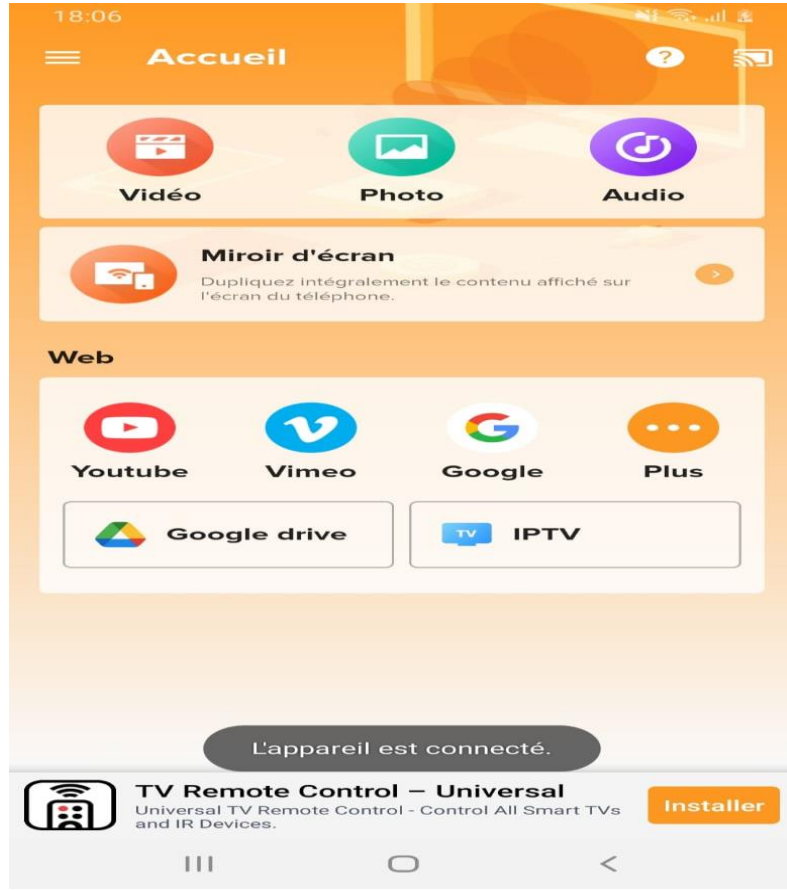 18:06
Accueil
?
Vidéo Photo Audio
Miroir d'écran
Dupliquez intégralement le contenu affiché sur
l'écran du téléphone.
Web
Youtube Vimeo Google Plus
Google drive TV IPTV
L'appareil est connecté.
TV Remote Control – Universal
Universal TV Remote Control - Control All Smart TVs
and IR Devices.
Installer